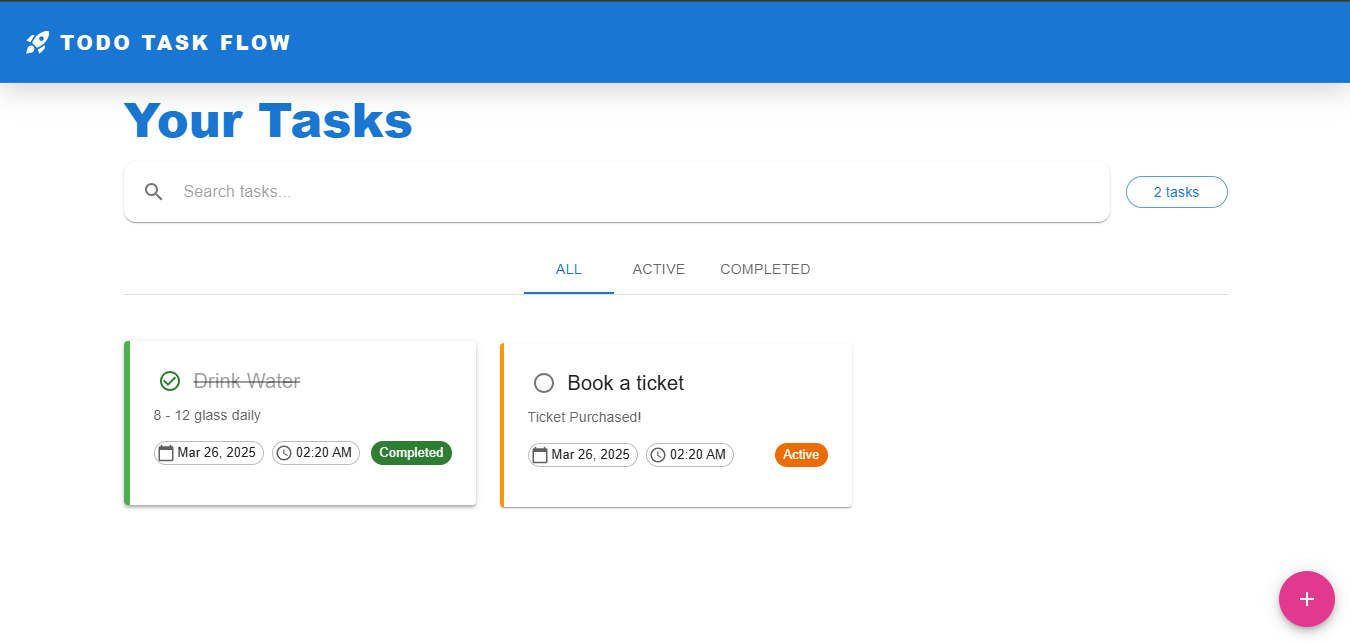 TODO TASK FLOW
Your Tasks
Search tasks...
2 tasks
ALL ACTIVE COMPLETED
Drink Water
8 - 12 glass daily
Mar 26, 2025 02:20 AM Completed
Book a ticket
Ticket Purchased!
Mar 26, 2025 02:20 AM Active
+